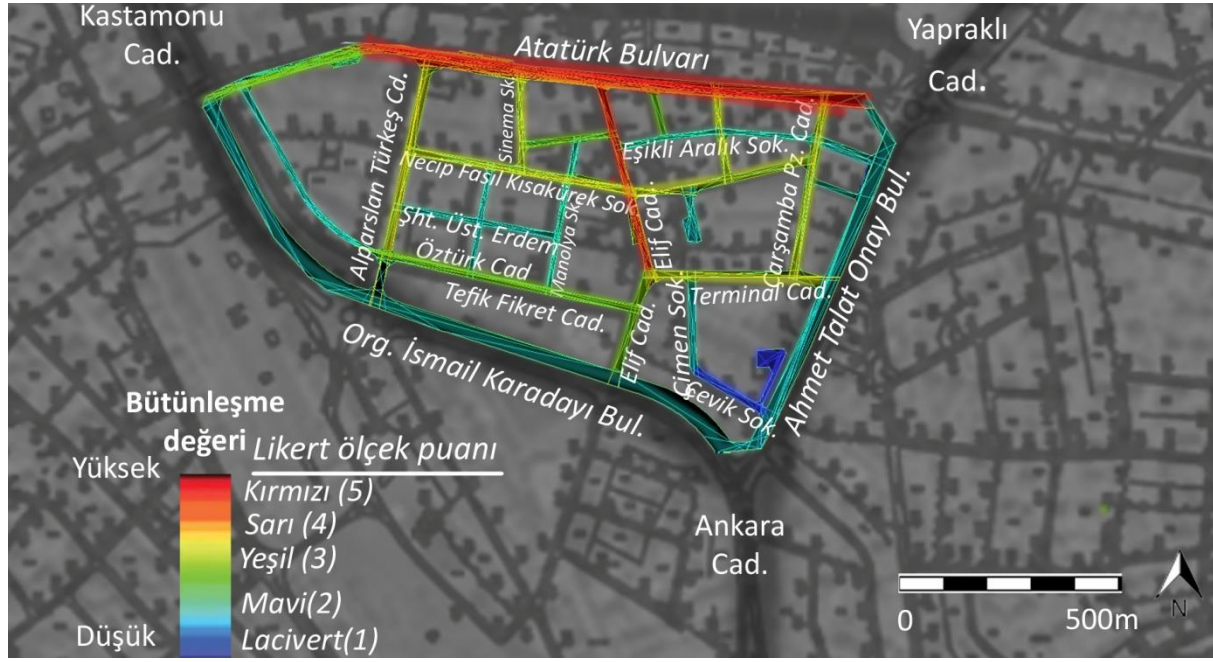 Kastamonu
Cad.
Atatürk Bulvarı
Yapraklı
Cad.
Alparslan Türkeş Cd.
Sinema Sk.
Eşikli Aralık Sok.
Çarşamba Pz. Cad.
Necip Fasıl Kısakürek Sok.
Elif Cad.
Şht. Üst. Erdem
Öztürk Cad
Manolya Sk.
Terminal Cad.
Tefik Fikret Cad.
Elif Cad.
Çimen Sok.
Çevik Sok.
Ahmet Talat Onay Bul.
Org. İsmail Karadayı Bul.
Bütünleşme
değeri
Likert ölçek puanı
Yüksek
Kırmızı (5)
Sarı (4)
Yeşil (3)
Mavi(2)
Düşük
Lacivert(1)
Ankara
Cad.
0
500m
N